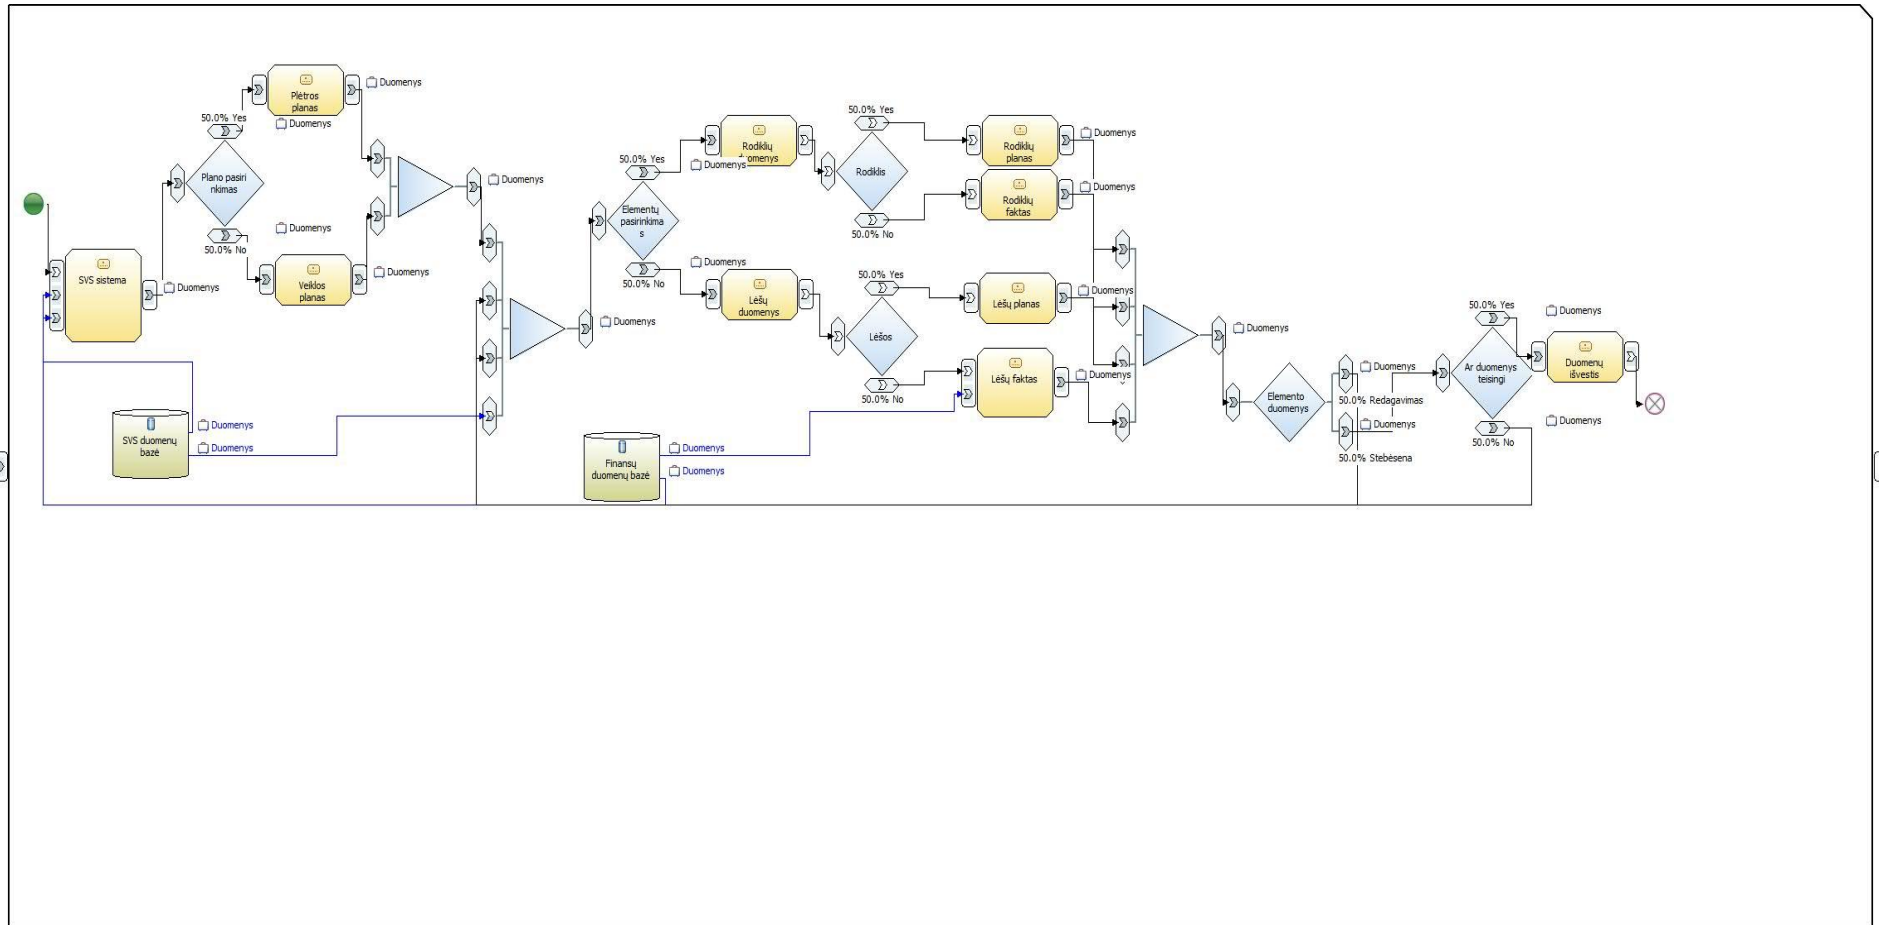 Plėtros
planas
Duomenys
50.0% Yes
Duomenys
Plano pasiri
nkimas
Duomenys
50.0% No
Veiklos
planas
Duomenys
SVS sistema
Duomenys
Duomenys
SVS duomenų
bazė
Duomenys
Duomenys
Duomenys
50.0% Yes
Elementų
pasirinkima
s
50.0% No
Rodiklių
duomenys
Duomenys
Duomenys
Lėšų
duomenys
50.0% Yes
Rodiklis
50.0% No
50.0% Yes
Lėšos
50.0% No
Rodiklių
planas
Duomenys
Rodiklių
faktas
Duomenys
Lėšų planas
Duomenys
Lėšų faktas
Duomenys
Finansų
duomenų bazė
Duomenys
Duomenys
Duomenys
Elemento
duomenys
Duomenys
50.0% Redagavimas
Duomenys
50.0% Stebėsena
50.0% Yes
Ar duomenys
teisingi
50.0% No
Duomenys
Duomenų
išvestis
Duomenys